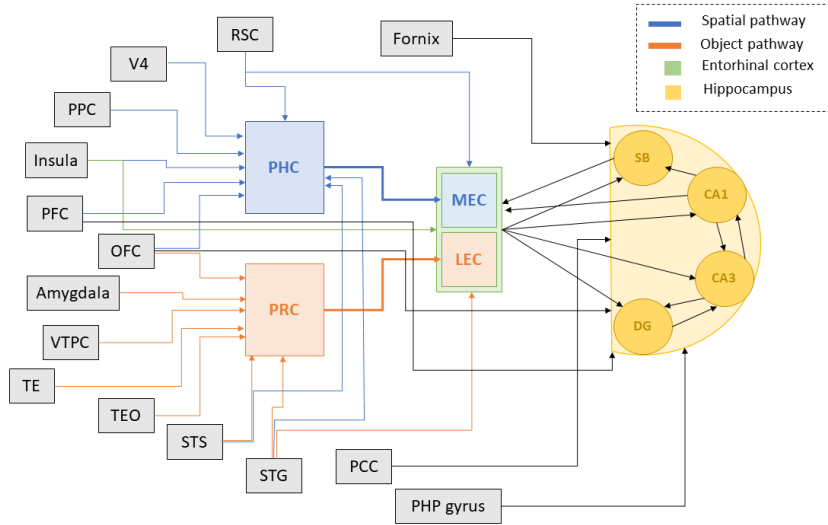 RSC
Fornix
Spatial pathway
Object pathway
Entorhinal cortex
Hippocampus
V4
PPC
Insula
PFC
OFC
Amygdala
VTPC
TE
TEO
STS
STG
PHC
PRC
MEC
LEC
SB
CA1
CA3
DG
PCC
PHP gyrus